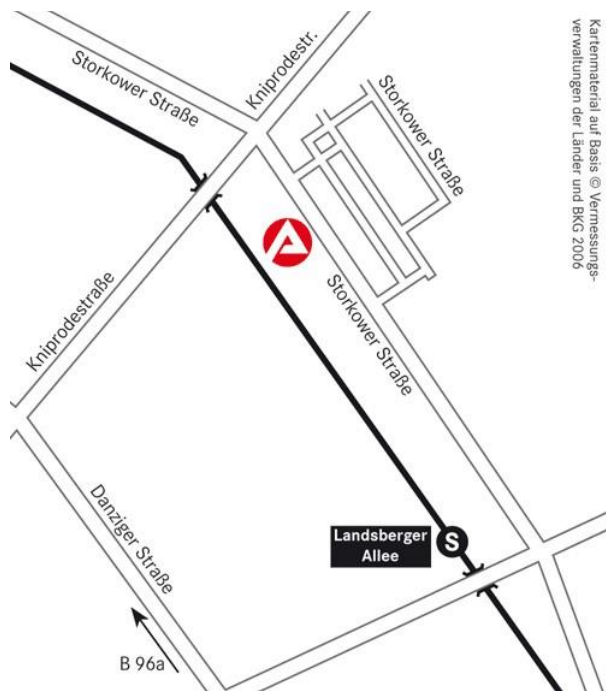 Storkower Straße
Kniprodestr.
Storkower Straße
Kartenmaterial auf Basis © Vermessungs-
verwaltungen der Länder und BKG 2006
Kniprodestraße
Storkower Straße
Danziger Straße
Landsberger
Allee
S
B 96a